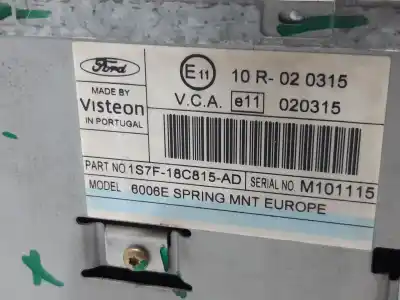 Ford
MADE BY
Visteon
IN PORTUGAL
E11 10 R- 02 0315
V.C.A. e11 020315
PART NO. 1S7F-18C815-AD SERIAL NO M101115
MODEL 6006E SPRING MNT EUROPE